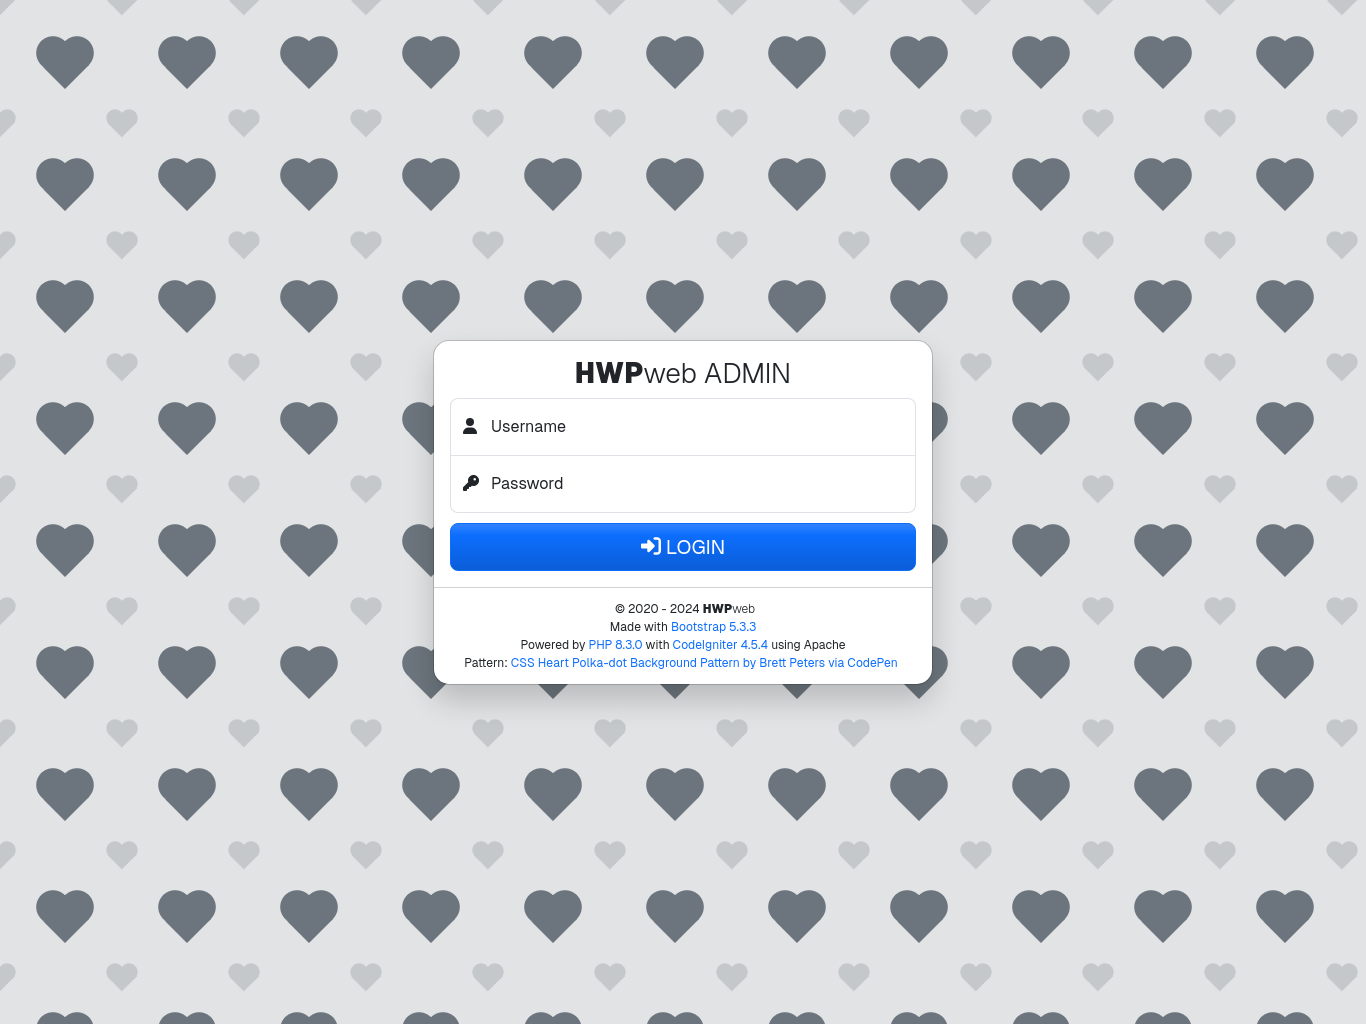 HWPweb ADMIN
Username
Password
LOGIN
© 2020 - 2024 HWPweb
Made with Bootstrap 5.3.3
Powered by PHP 8.3.0 with CodeIgniter 4.5.4 using Apache
Pattern: CSS Heart Polka-dot Background Pattern by Brett Peters via CodePen